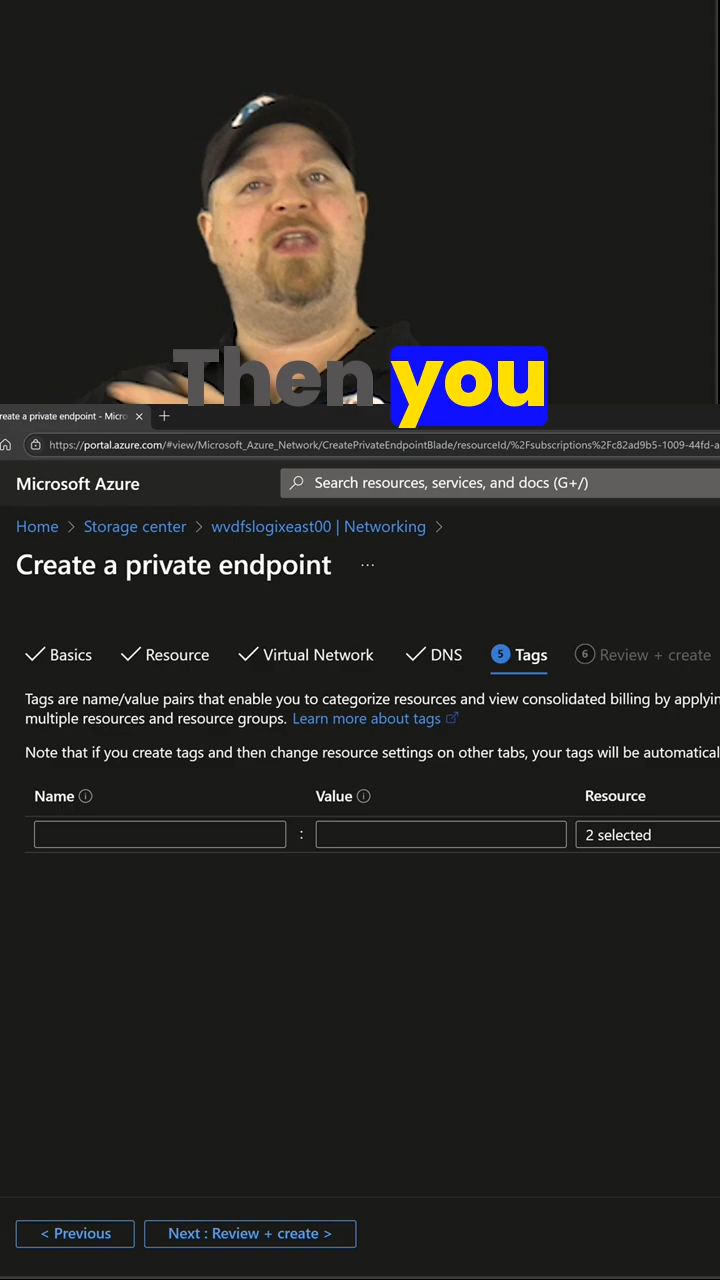 Then you
reate a private endpoint - Micro
https://portal.azure.com/#view/Microsoft_Azure_Network/CreatePrivateEndpointBlade/resourceId/%2Fsubscriptions%2Fc82ad9b5-1009-44fd-a
Microsoft Azure
Search resources, services, and docs (G+/)
Home > Storage center > wvdfslogixeast00 | Networking >
Create a private endpoint ...
Basics Resource Virtual Network DNS 5 Tags 6 Review + create
Tags are name/value pairs that enable you to categorize resources and view consolidated billing by applyin
multiple resources and resource groups. Learn more about tags
Note that if you create tags and then change resource settings on other tabs, your tags will be automatical
Name Value Resource
: 2 selected
< Previous Next : Review + create >